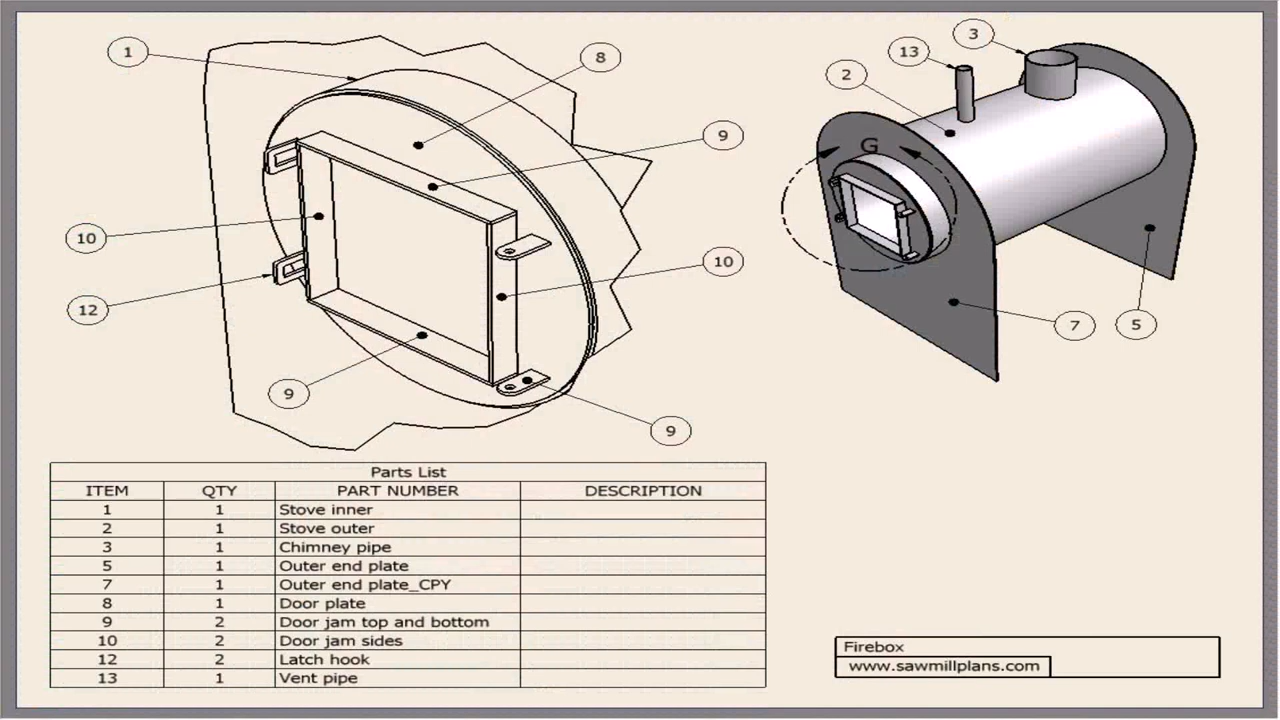 1
8
9
10
10
12
9
9
13
3
2
G
7
5
Parts List
ITEM QTY PART NUMBER DESCRIPTION
1 1 Stove inner
2 1 Stove outer
3 1 Chimney pipe
5 1 Outer end plate
7 1 Outer end plate_CPY
8 1 Door plate
9 2 Door jam top and bottom
10 2 Door jam sides
12 2 Latch hook
13 1 Vent pipe
Firebox
www.sawmillplans.com